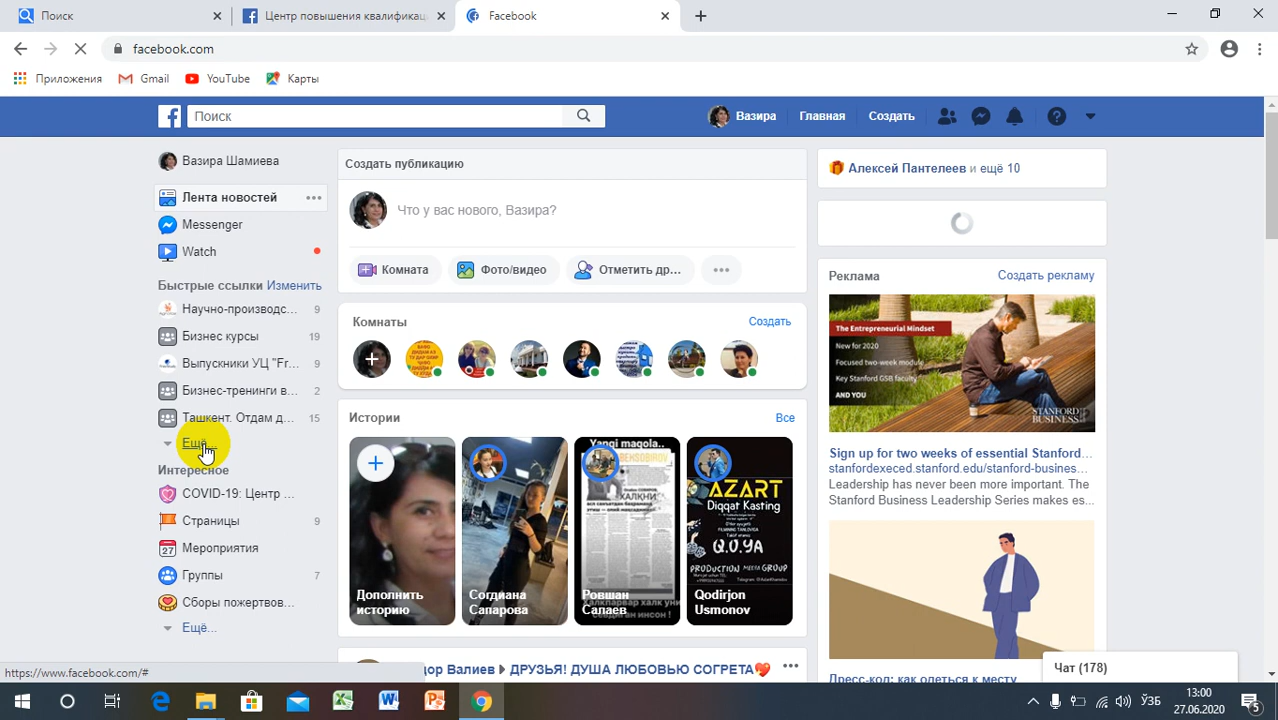 Поиск
Центр повышения квалификац
Facebook
facebook.com
Приложения
Gmail
YouTube
Карты
Поиск
Вазира
Главная
Создать
Вазира Шамиева
Лента новостей
Messenger
Watch
Быстрые ссылки Изменить
Научно-производс... 9
Бизнес курсы 19
Выпускники УЦ "Fr...
Бизнес-тренинги в... 2
Ташкент. Отдам д... 15
Ещё...
Интересное
COVID-19: Центр ...
Страницы 9
Мероприятия
27
Группы 7
Сборы пожертвов...
Ещё...
Создать публикацию
Что у вас нового, Вазира?
Комната
Фото/видео
Отметить др...
Комнаты
Создать
Истории
Все
Дополнить
историю
Согдиана
Сапарова
Yangi maqola..
BEKSOBIROV
ХАЛҚНИ
Ровшан
Салаев
AZART
Diqqat Kasting
Q.O.YA
PRODUCTION MEGA GROUP
Qodirjon
Usmonov
дор Валиев ДРУЗЬЯ! ДУША ЛЮБОВЬЮ СОГРЕТА
Алексей Пантелеев и ещё 10
Реклама
Создать рекламу
The Entrepreneurial Mindset
New for 2020
Focused two-week module
Key Stanford GSB faculty
AND YOU
STANFORD
BUSINESS
Sign up for two weeks of essential Stanford...
stanfordexeced.stanford.edu/stanford-busines...
Leadership has never been more important. The
Stanford Business Leadership Series makes es...
Дресс-код: как одеться к месту
Чат (178)
https://www.facebook.com/#
ЎЗБ
13:00
27.06.2020
5